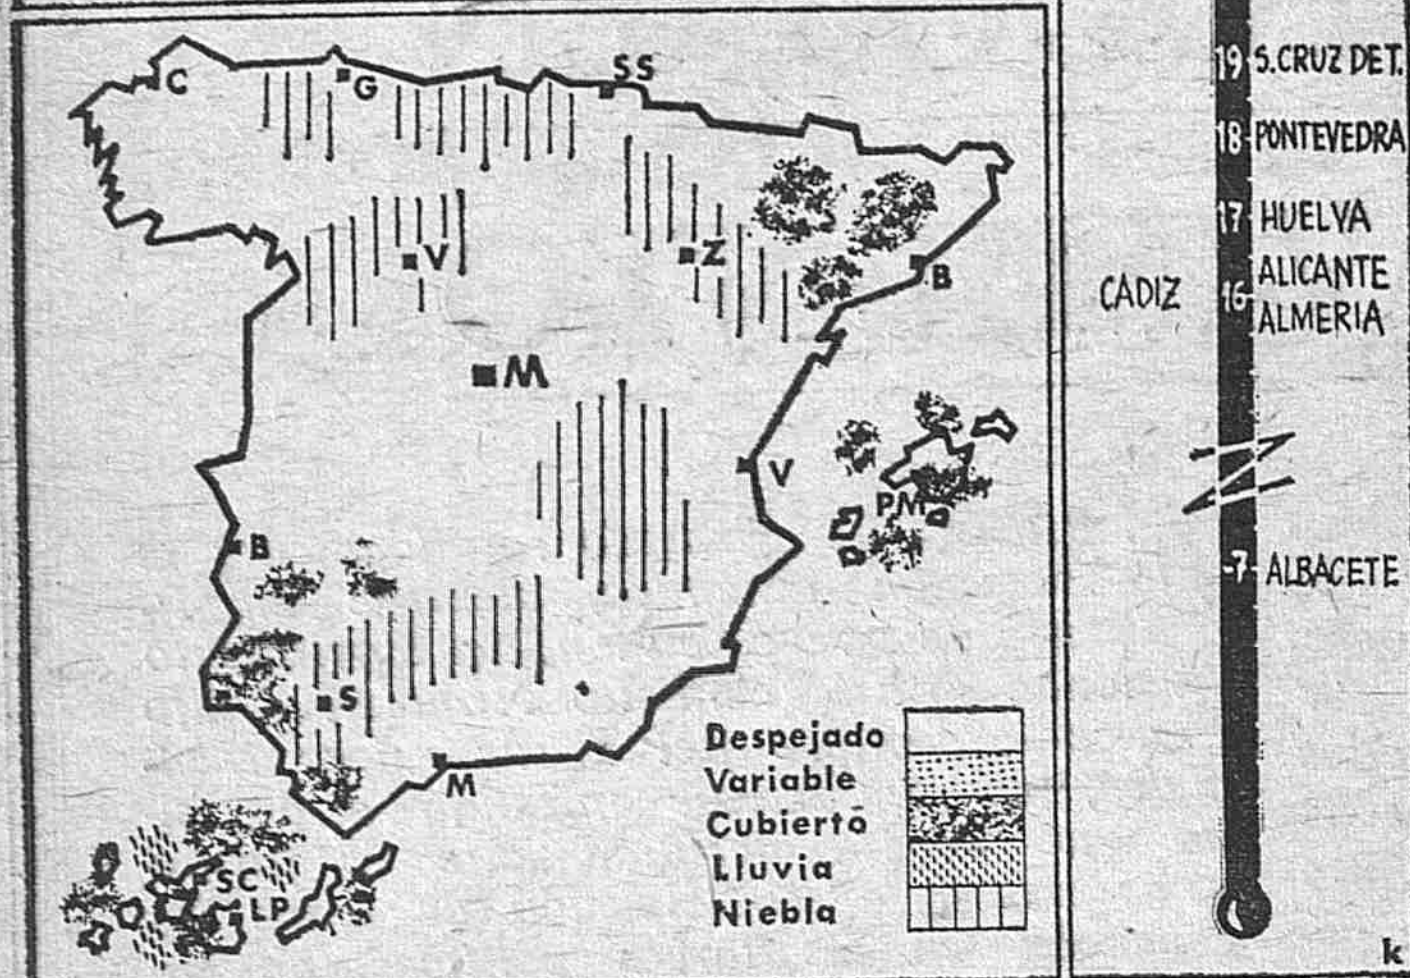 C
G
SS
V
Z
B
M
V
PM
B
S
M
SC
LP
Despejado
Variable
Cubierto
Lluvia
Niebla
19 S.CRUZ DE T.
18 PONTEVEDRA
17 HUELVA
CADIZ 16 ALICANTE
ALMERIA
-7 ALBACETE
k